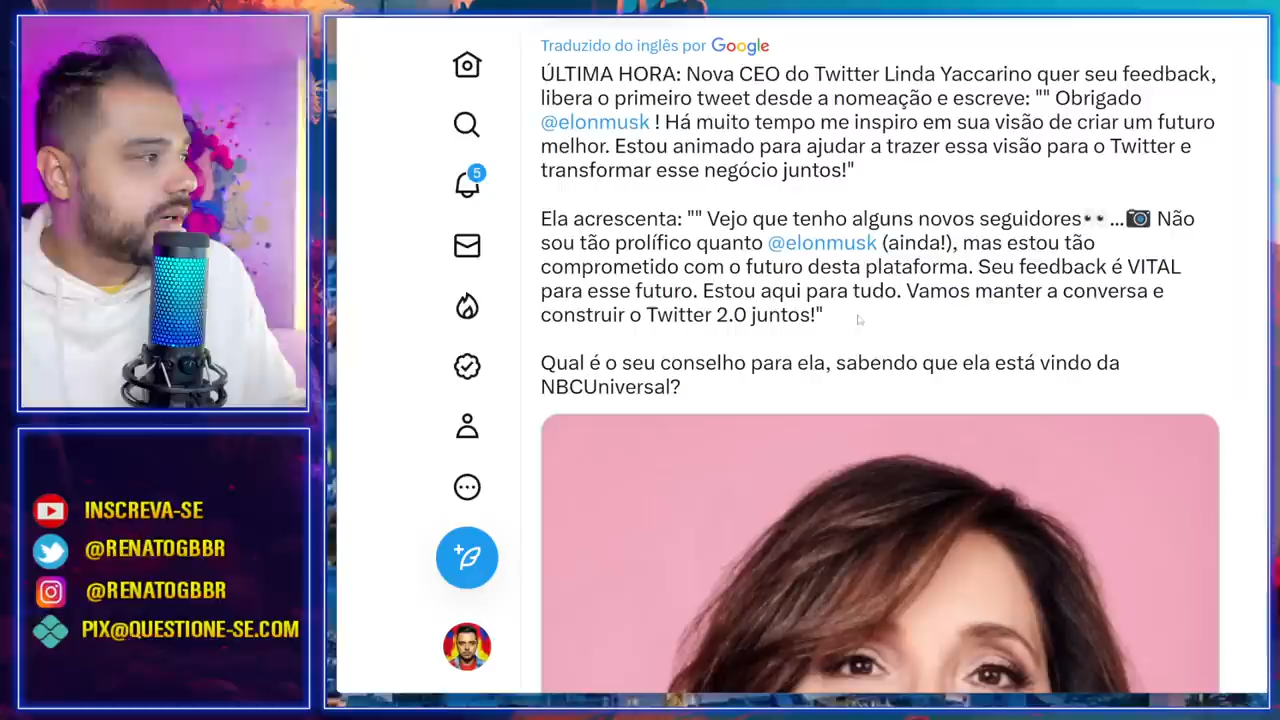 Traduzido do inglês por Google
ÚLTIMA HORA: Nova CEO do Twitter Linda Yaccarino quer seu feedback,
libera o primeiro tweet desde a nomeação e escreve: "" Obrigado
@elonmusk ! Há muito tempo me inspiro em sua visão de criar um futuro
melhor. Estou animado para ajudar a trazer essa visão para o Twitter e
transformar esse negócio juntos!"
Ela acrescenta: "" Vejo que tenho alguns novos seguidores👀 ...📷 Não
sou tão prolífico quanto @elonmusk (ainda!), mas estou tão
comprometido com o futuro desta plataforma. Seu feedback é VITAL
para esse futuro. Estou aqui para tudo. Vamos manter a conversa e
construir o Twitter 2.0 juntos!"
Qual é o seu conselho para ela, sabendo que ela está vindo da
NBCUniversal?
5
INSCREVA-SE
@RENATOGBBR
@RENATOGBBR
PIX@QUESTIONE-SE.COM